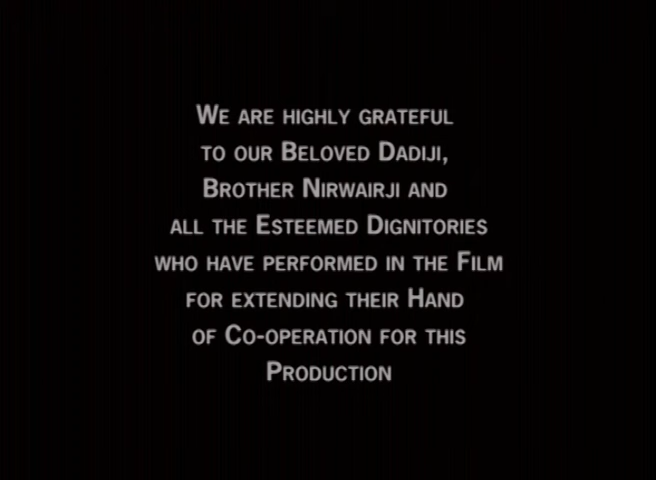 We are highly grateful
to our Beloved Dadiji,
Brother Nirwairji and
all the Esteemed Dignitories
who have performed in the Film
for extending their Hand
of Co-operation for this
Production